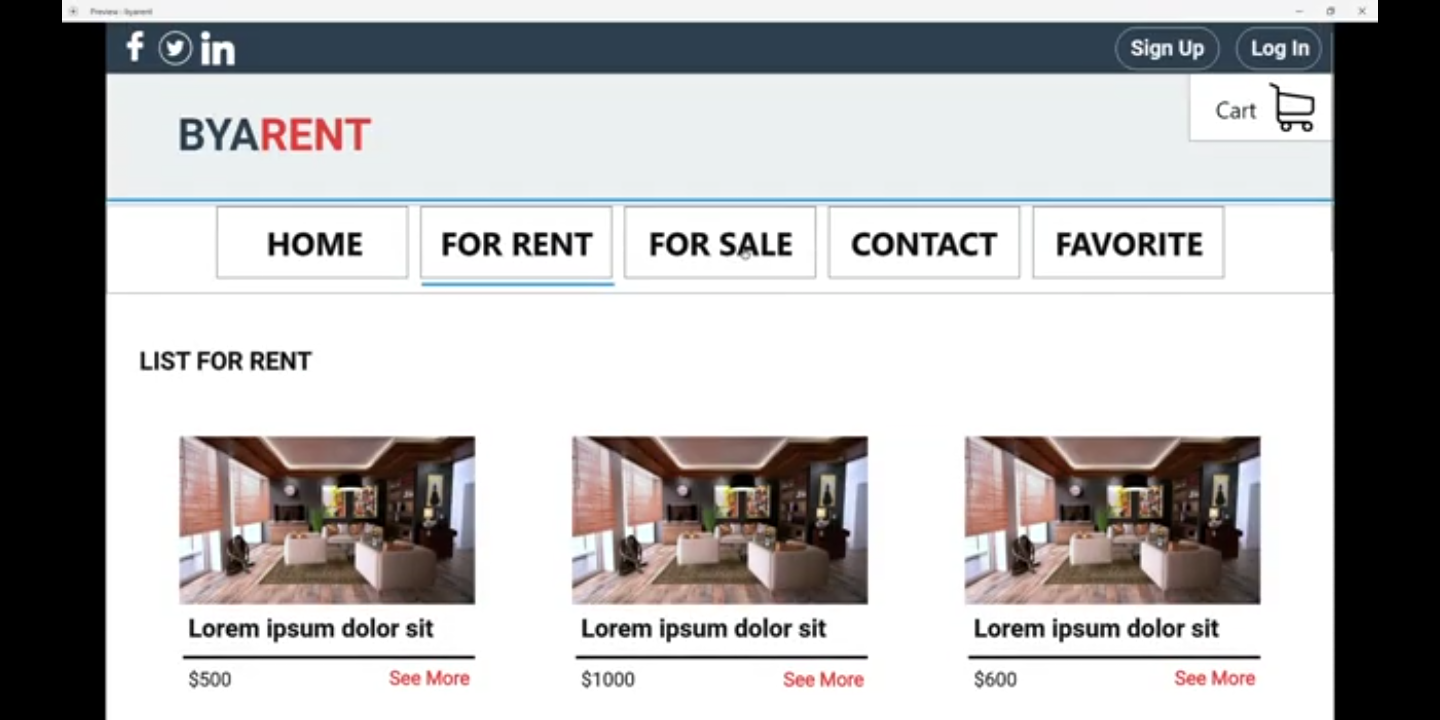 Preview - byarent
Sign Up Log In
Cart
BYARENT
HOME FOR RENT FOR SALE CONTACT FAVORITE
LIST FOR RENT
Lorem ipsum dolor sit Lorem ipsum dolor sit Lorem ipsum dolor sit
$500 See More $1000 See More $600 See More